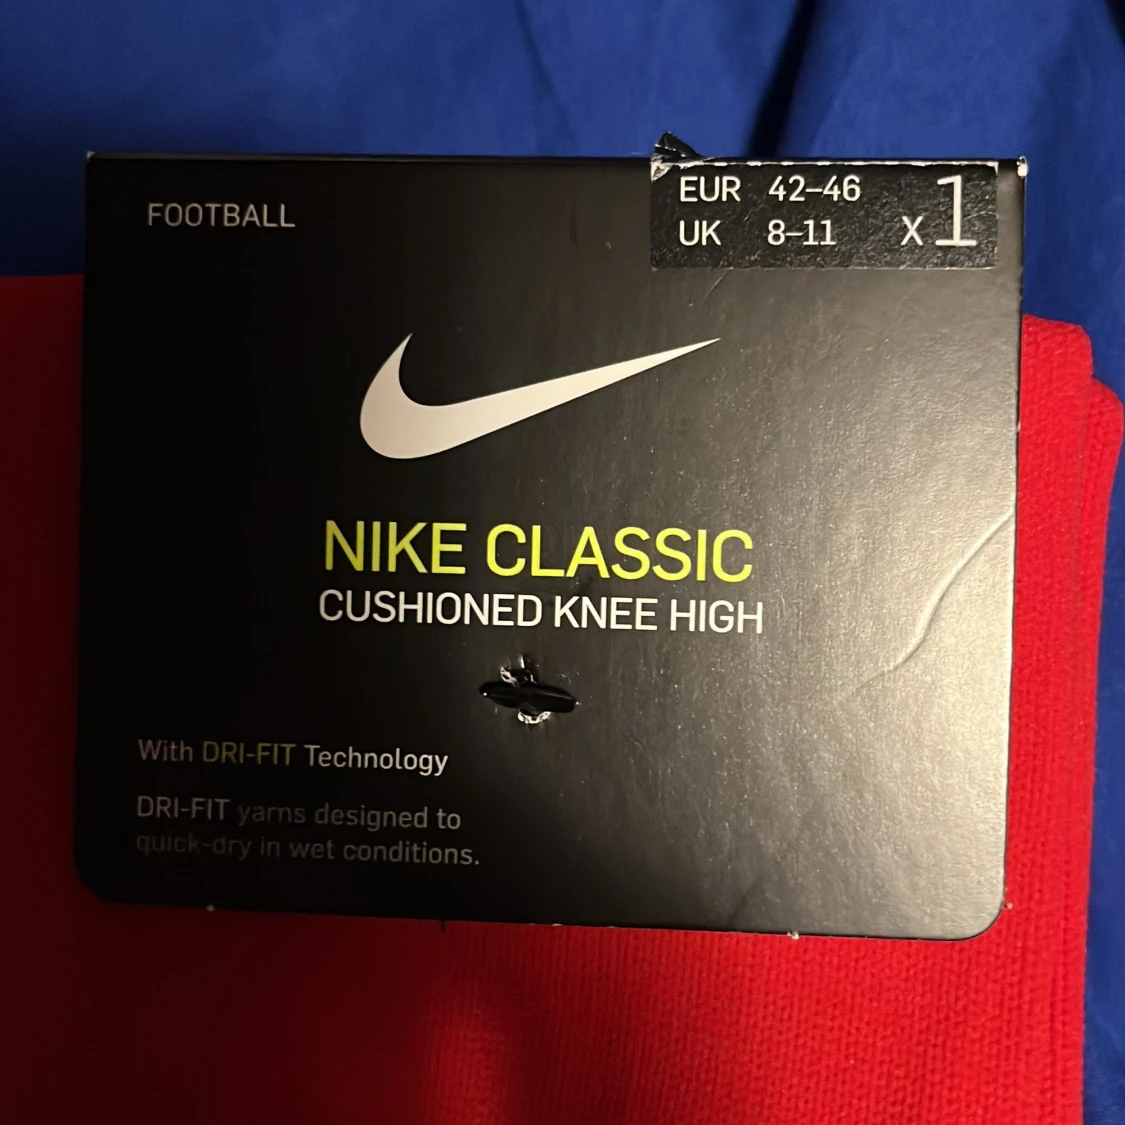 FOOTBALL
EUR 42–46
UK 8–11 x1
NIKE CLASSIC
CUSHIONED KNEE HIGH
With DRI-FIT Technology
DRI-FIT yarns designed to
quick-dry in wet conditions.